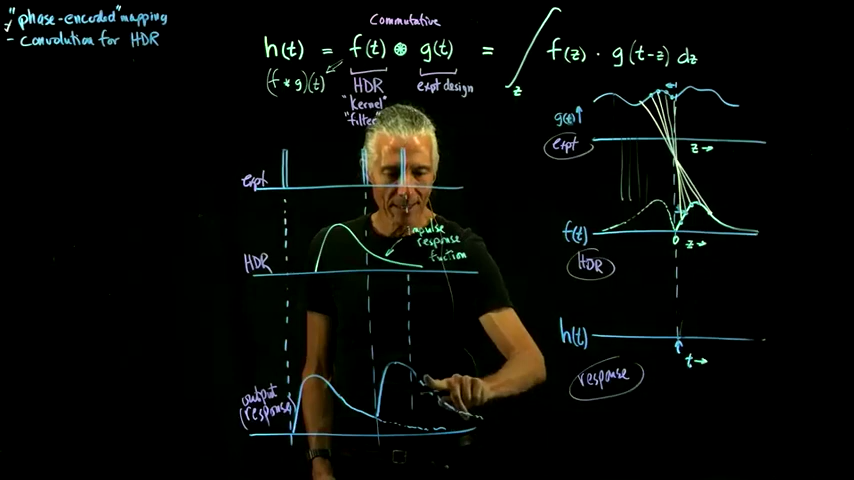 "phase-encoded" mapping
- convolution for HDR
Commutative
h(t) = f(t) ⊛ g(t) = ∫ f(z) · g(t-z) dz
z
(f * g)(t)
HDR
"kernel"
"filter"
expt design
g(t)
expt
z →
expt
HDR
impulse
response
function
f(t)
HDR
0
z →
h(t)
t →
response
output
(response)